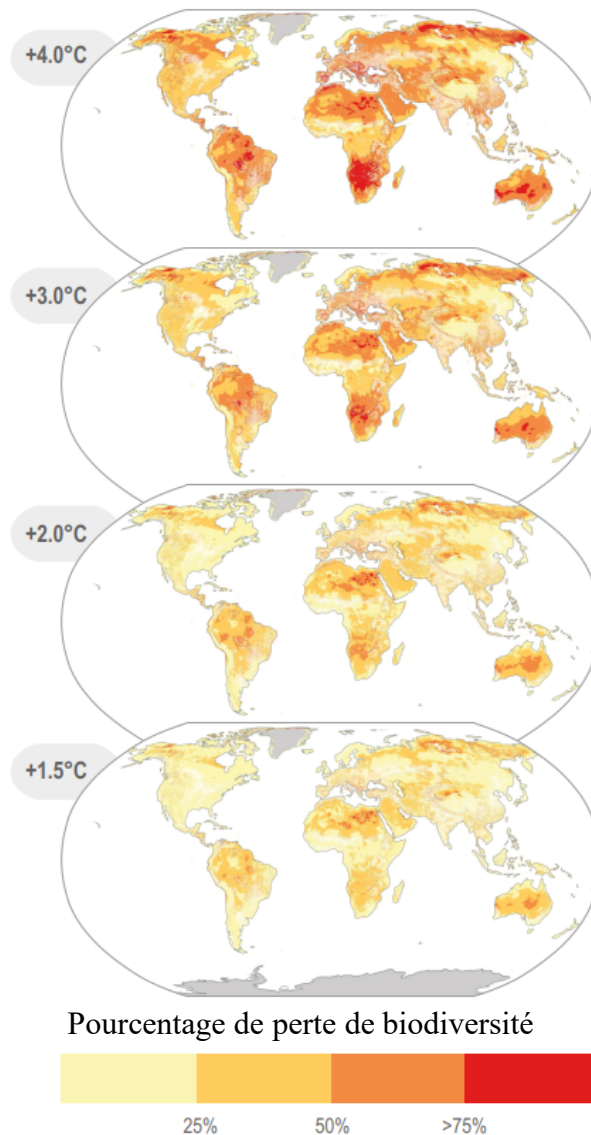 +4.0°C
+3.0°C
+2.0°C
+1.5°C
Pourcentage de perte de biodiversité
25% 50% >75%